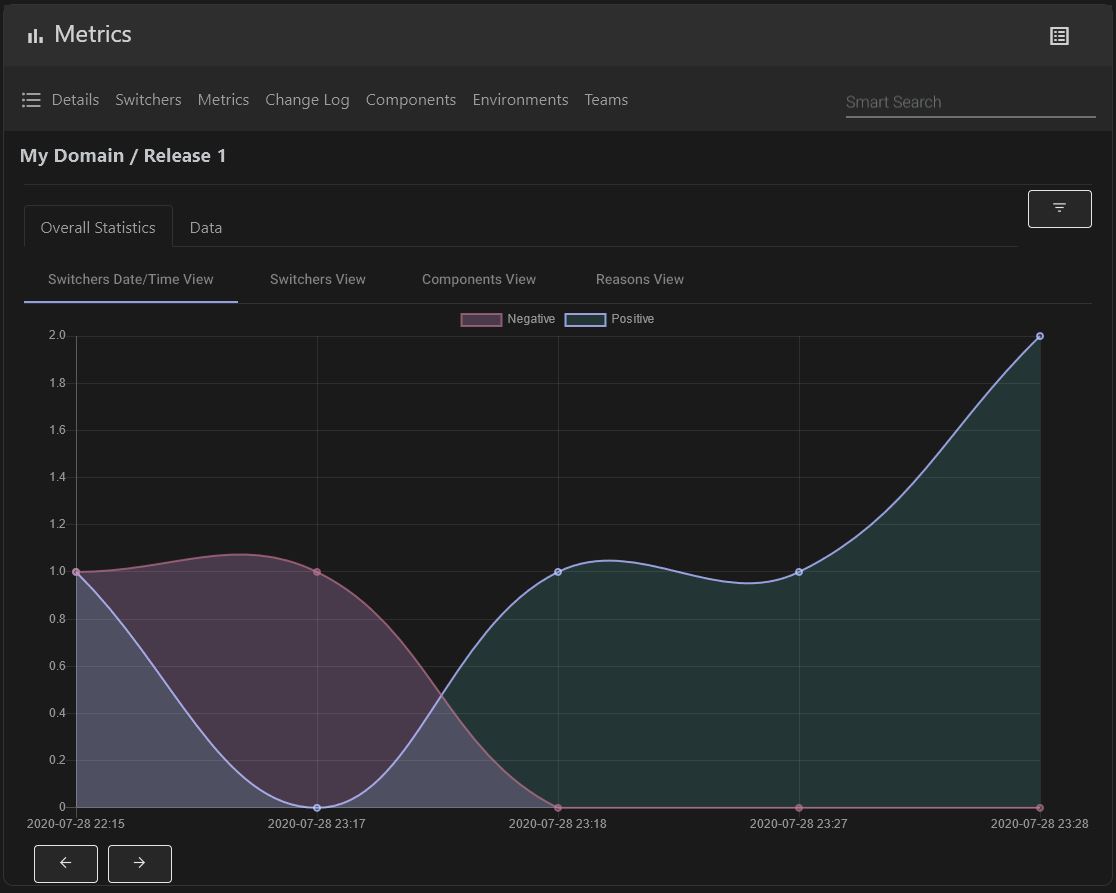 Metrics
Details Switchers Metrics Change Log Components Environments Teams
Smart Search
My Domain / Release 1
Overall Statistics Data
Switchers Date/Time View Switchers View Components View Reasons View
Negative Positive
2.0
1.8
1.6
1.4
1.2
1.0
0.8
0.6
0.4
0.2
0
2020-07-28 22:15 2020-07-28 23:17 2020-07-28 23:18 2020-07-28 23:27 2020-07-28 23:28